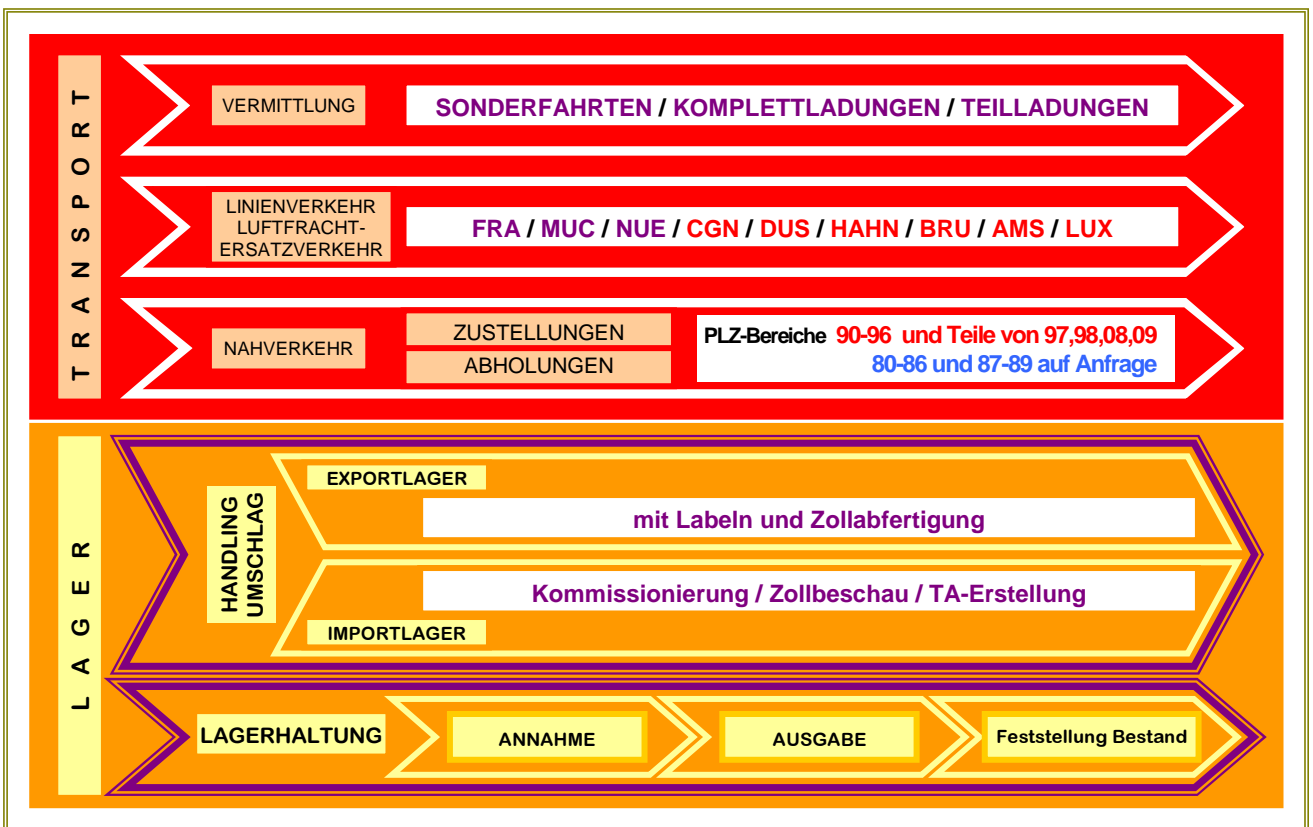 TRANSPORT
VERMITTLUNG
SONDERFAHRTEN / KOMPLETTLADUNGEN / TEILLADUNGEN
LINIENVERKEHR
LUFTFRACHT-
ERSATZVERKEHR
FRA / MUC / NUE / CGN / DUS / HAHN / BRU / AMS / LUX
NAHVERKEHR
ZUSTELLUNGEN
ABHOLUNGEN
PLZ-Bereiche 90-96 und Teile von 97,98,08,09
80-86 und 87-89 auf Anfrage
LAGER
HANDLING
UMSCHLAG
EXPORTLAGER
mit Labeln und Zollabfertigung
Kommissionierung / Zollbeschau / TA-Erstellung
IMPORTLAGER
LAGERHALTUNG
ANNAHME
AUSGABE
Feststellung Bestand